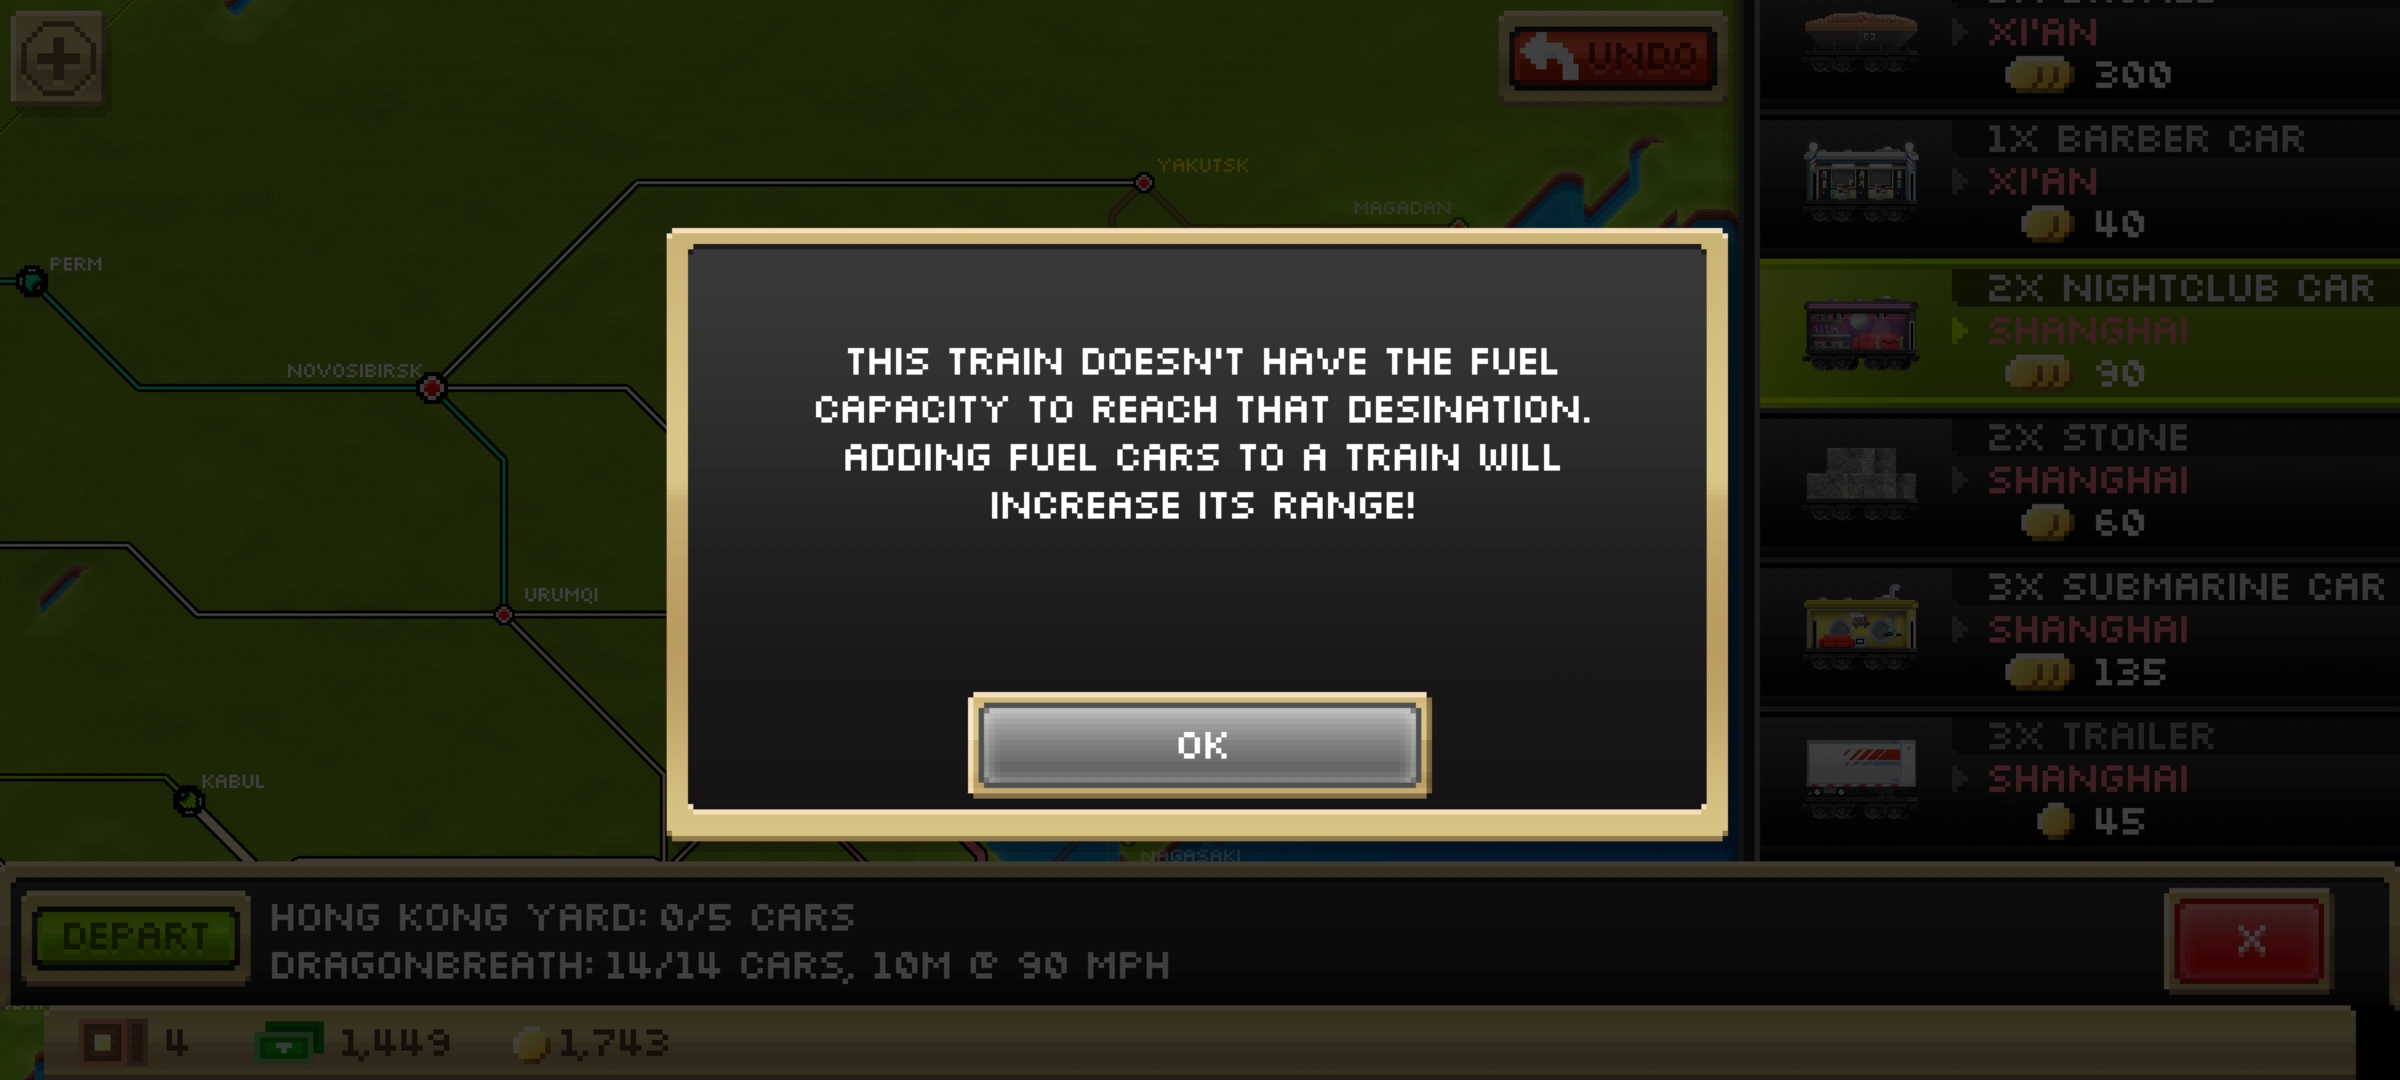 UNDO
XI'AN
300
1X BARBER CAR
XI'AN
40
2X NIGHTCLUB CAR
SHANGHAI
90
2X STONE
SHANGHAI
60
3X SUBMARINE CAR
SHANGHAI
135
3X TRAILER
SHANGHAI
45
YAKUTSK
MAGADAN
PERM
NOVOSIBIRSK
URUMQI
KABUL
NAGASAKI
THIS TRAIN DOESN'T HAVE THE FUEL
CAPACITY TO REACH THAT DESINATION.
ADDING FUEL CARS TO A TRAIN WILL
INCREASE ITS RANGE!
OK
DEPART
HONG KONG YARD: 0/5 CARS
DRAGONBREATH: 14/14 CARS, 10M @ 90 MPH
X
4
1,449
1,743